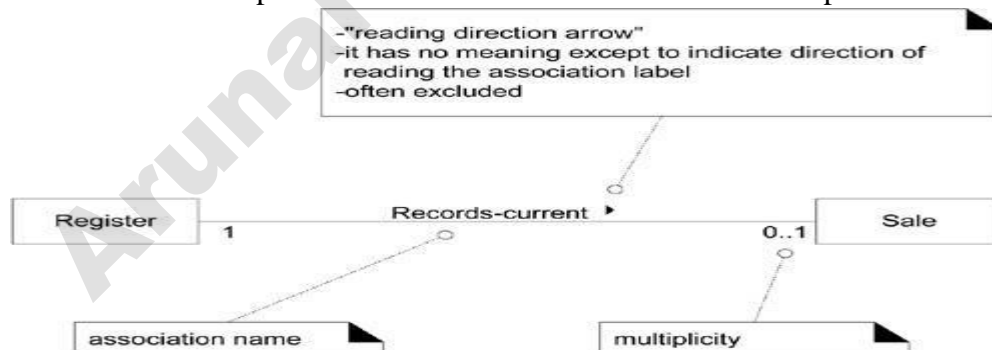 -"reading direction arrow"
-it has no meaning except to indicate direction of
reading the association label
-often excluded
Register
1
Records-current
0..1
Sale
association name
multiplicity